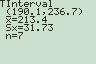 TInterval
(190.1,236.7)
x̄=213.4
Sx=31.73
n=7